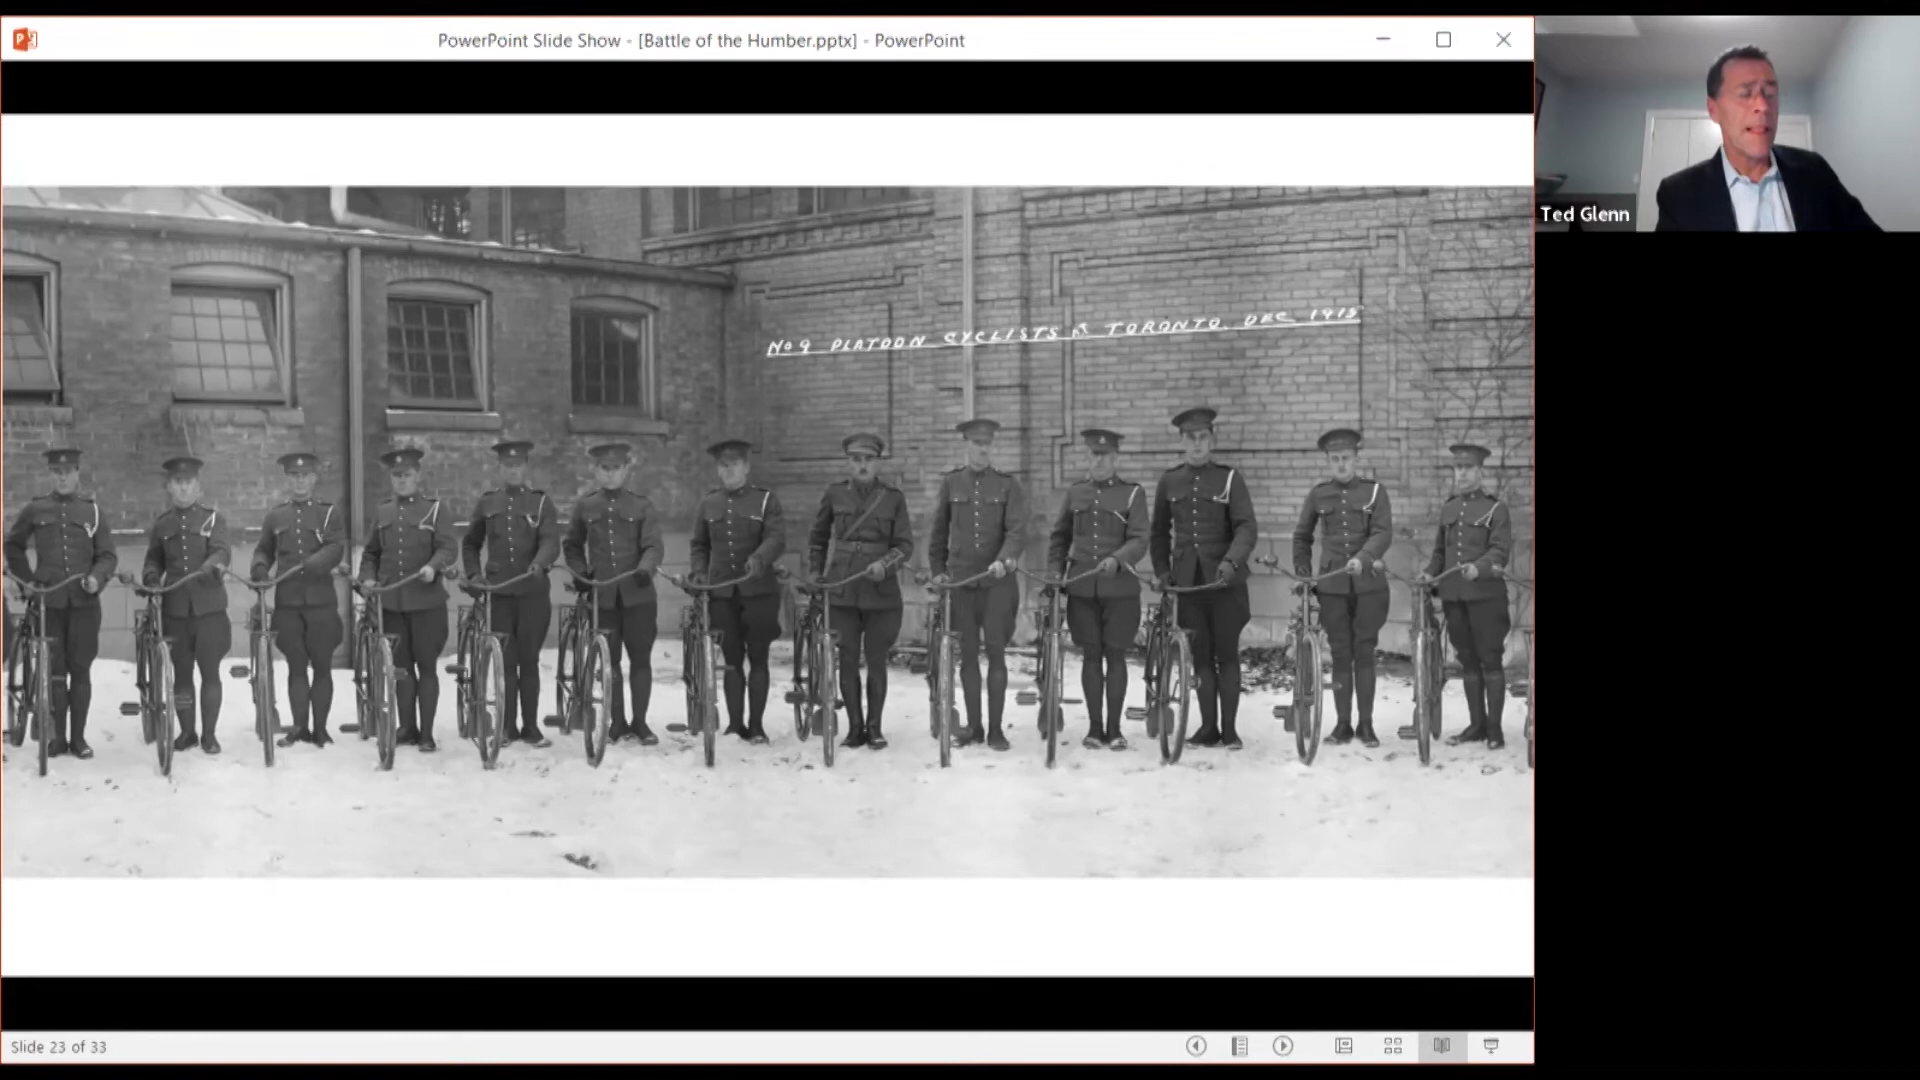 PowerPoint Slide Show - [Battle of the Humber.pptx] - PowerPoint
Ted Glenn
No 9 PLATOON CYCLISTS AT TORONTO. DEC 1915
Slide 23 of 33